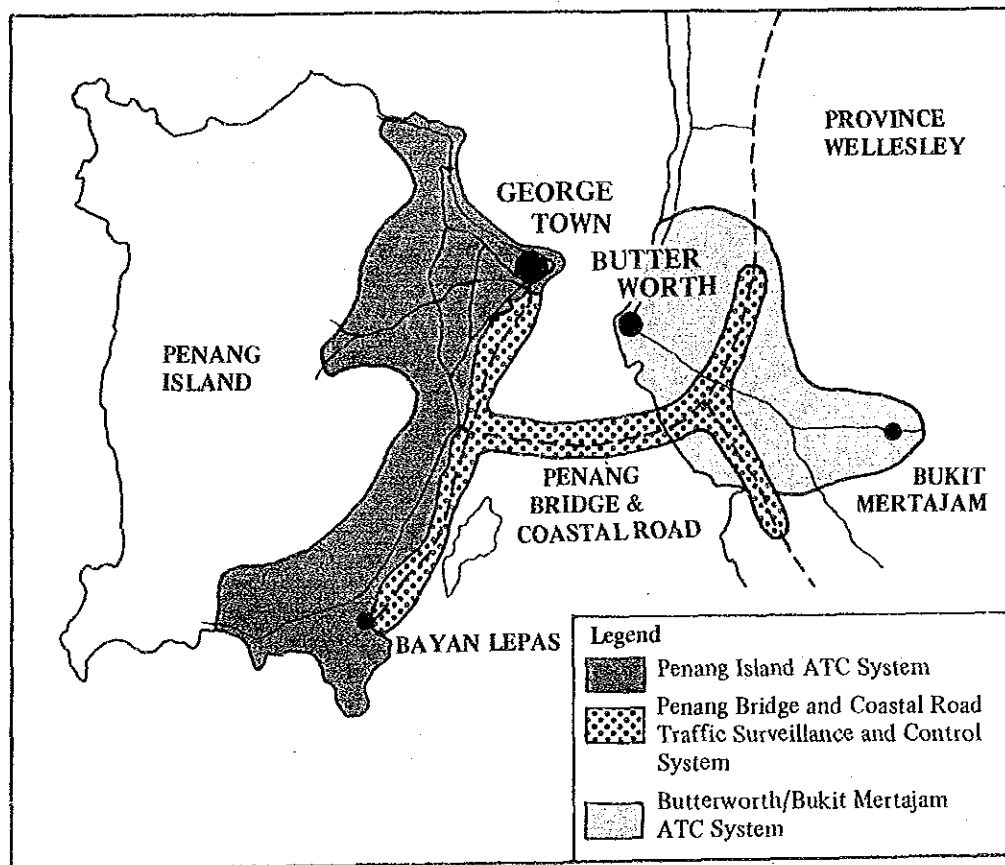 PROVINCE
WELLESLEY
GEORGE
TOWN
BUTTER
WORTH
PENANG
ISLAND
PENANG
BRIDGE &
COASTAL ROAD
BUKIT
MERTAJAM
BAYAN LEPAS
Legend
Penang Island ATC System
Penang Bridge and Coastal Road
Traffic Surveillance and Control
System
Butterworth/Bukit Mertajam
ATC System